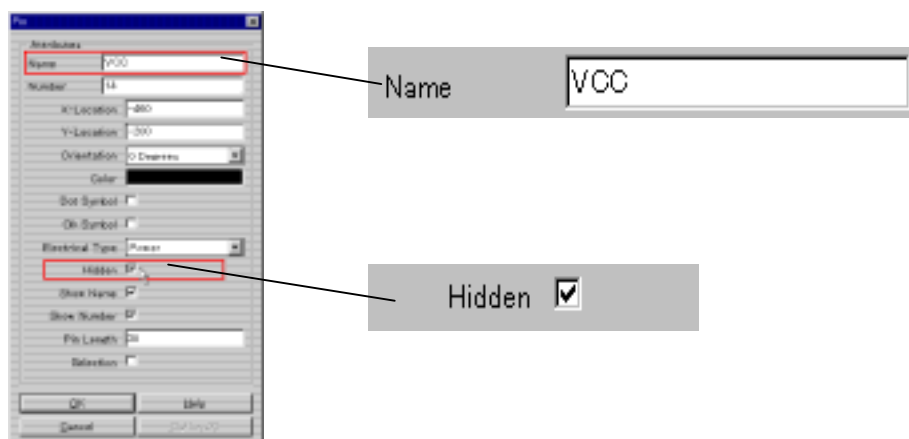 Pin
Attributes
Name VCC
Number 14
X-Location
Y-Location
Orientation 0 Degrees
Color
Dot Symbol
Clk Symbol
Electrical Type Power
Hidden
Show Name
Show Number
Pin Length
Selection
OK Help
Cancel
Name VCC
Hidden